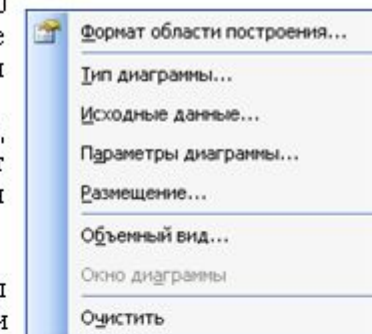 Формат области построения...
Тип диаграммы...
Исходные данные...
Параметры диаграммы...
Размещение...
Объемный вид...
Окно диаграммы
Очистить